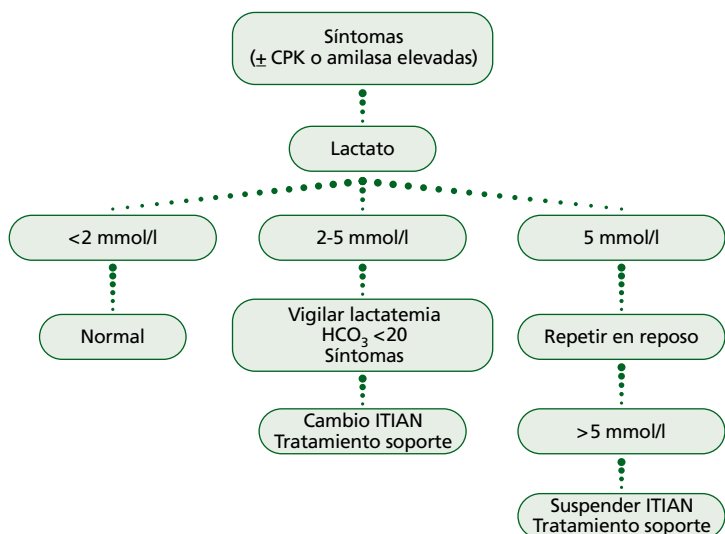 Síntomas
(± CPK o amilasa elevadas)
Lactato
<2 mmol/l
2-5 mmol/l
5 mmol/l
Normal
Vigilar lactatemia
HCO3 <20
Síntomas
Repetir en reposo
Cambio ITIAN
Tratamiento soporte
>5 mmol/l
Suspender ITIAN
Tratamiento soporte